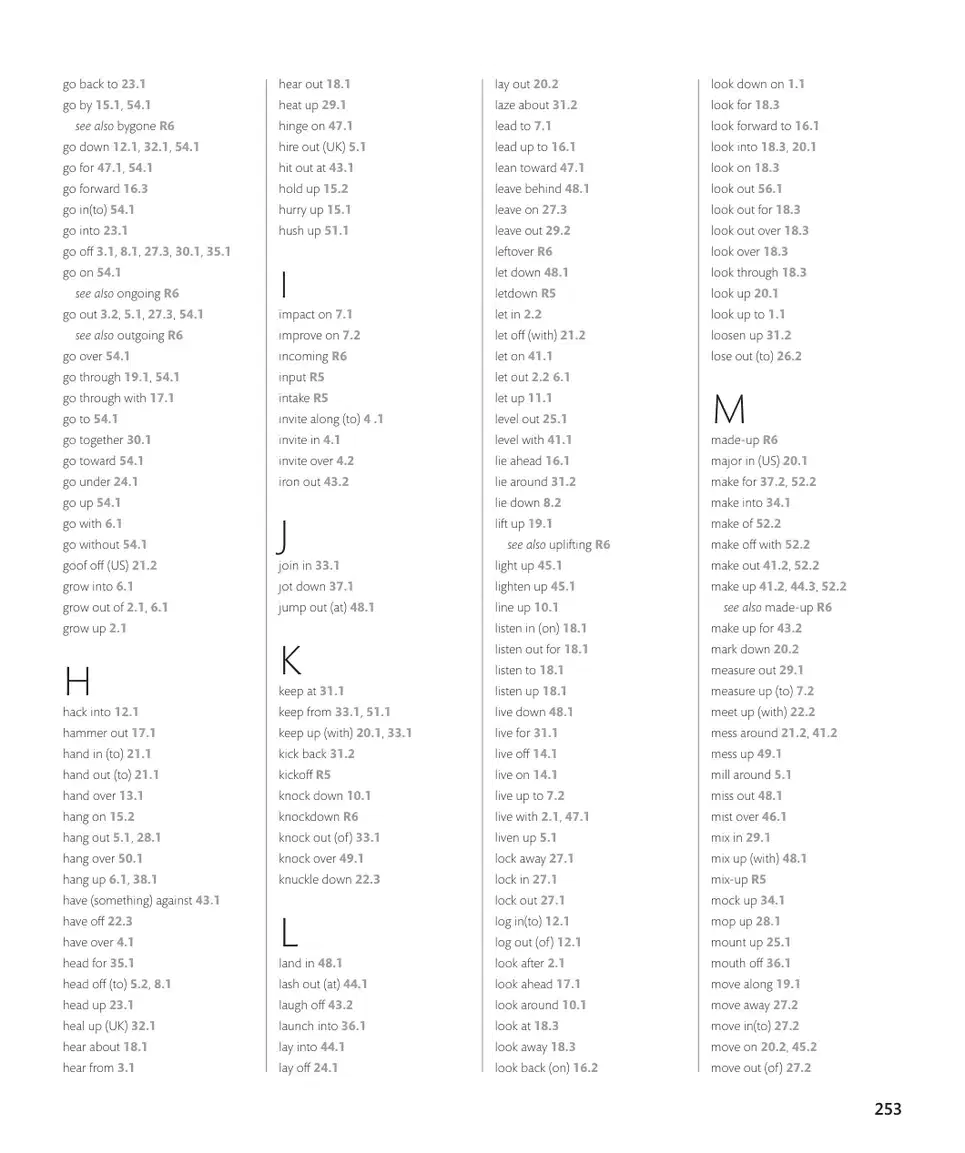 go back to 23.1
go by 15.1, 54.1
see also bygone R6
go down 12.1, 32.1, 54.1
go for 47.1, 54.1
go forward 16.3
go in(to) 54.1
go into 23.1
go off 3.1, 8.1, 27.3, 30.1, 35.1
go on 54.1
see also ongoing R6
go out 3.2, 5.1, 27.3, 54.1
see also outgoing R6
go over 54.1
go through 19.1, 54.1
go through with 17.1
go to 54.1
go together 30.1
go toward 54.1
go under 24.1
go up 54.1
go with 6.1
go without 54.1
goof off (US) 21.2
grow into 6.1
grow out of 2.1, 6.1
grow up 2.1
H
hack into 12.1
hammer out 17.1
hand in (to) 21.1
hand out (to) 21.1
hand over 13.1
hang on 15.2
hang out 5.1, 28.1
hang over 50.1
hang up 6.1, 38.1
have (something) against 43.1
have off 22.3
have over 4.1
head for 35.1
head off (to) 5.2, 8.1
head up 23.1
heal up (UK) 32.1
hear about 18.1
hear from 3.1
hear out 18.1
heat up 29.1
hinge on 47.1
hire out (UK) 5.1
hit out at 43.1
hold up 15.2
hurry up 15.1
hush up 51.1
I
impact on 7.1
improve on 7.2
incoming R6
input R5
intake R5
invite along (to) 4 .1
invite in 4.1
invite over 4.2
iron out 43.2
J
join in 33.1
jot down 37.1
jump out (at) 48.1
K
keep at 31.1
keep from 33.1, 51.1
keep up (with) 20.1, 33.1
kick back 31.2
kickoff R5
knock down 10.1
knockdown R6
knock out (of) 33.1
knock over 49.1
knuckle down 22.3
L
land in 48.1
lash out (at) 44.1
laugh off 43.2
launch into 36.1
lay into 44.1
lay off 24.1
lay out 20.2
laze about 31.2
lead to 7.1
lead up to 16.1
lean toward 47.1
leave behind 48.1
leave on 27.3
leave out 29.2
leftover R6
let down 48.1
letdown R5
let in 2.2
let off (with) 21.2
let on 41.1
let out 2.2 6.1
let up 11.1
level out 25.1
level with 41.1
lie ahead 16.1
lie around 31.2
lie down 8.2
lift up 19.1
see also uplifting R6
light up 45.1
lighten up 45.1
line up 10.1
listen in (on) 18.1
listen out for 18.1
listen to 18.1
listen up 18.1
live down 48.1
live for 31.1
live off 14.1
live on 14.1
live up to 7.2
live with 2.1, 47.1
liven up 5.1
lock away 27.1
lock in 27.1
lock out 27.1
log in(to) 12.1
log out (of) 12.1
look after 2.1
look ahead 17.1
look around 10.1
look at 18.3
look away 18.3
look back (on) 16.2
look down on 1.1
look for 18.3
look forward to 16.1
look into 18.3, 20.1
look on 18.3
look out 56.1
look out for 18.3
look out over 18.3
look over 18.3
look through 18.3
look up 20.1
look up to 1.1
loosen up 31.2
lose out (to) 26.2
M
made-up R6
major in (US) 20.1
make for 37.2, 52.2
make into 34.1
make of 52.2
make off with 52.2
make out 41.2, 52.2
make up 41.2, 44.3, 52.2
see also made-up R6
make up for 43.2
mark down 20.2
measure out 29.1
measure up (to) 7.2
meet up (with) 22.2
mess around 21.2, 41.2
mess up 49.1
mill around 5.1
miss out 48.1
mist over 46.1
mix in 29.1
mix up (with) 48.1
mix-up R5
mock up 34.1
mop up 28.1
mount up 25.1
mouth off 36.1
move along 19.1
move away 27.2
move in(to) 27.2
move on 20.2, 45.2
move out (of) 27.2
253